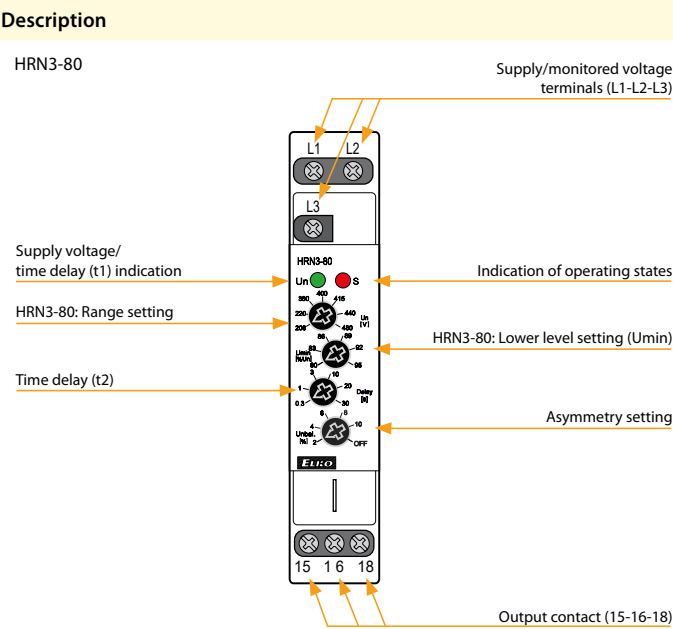 Description
HRN3-80
Supply/monitored voltage
terminals (L1-L2-L3)
L1 L2
L3
Supply voltage/
time delay (t1) indication
HRN3-80
Un S
Indication of operating states
HRN3-80: Range setting
380 400 415
220 440 Un
208 480 [V]
HRN3-80: Lower level setting (Umin)
86 89
83 92
Umin
[%Un]
80 95
Time delay (t2)
3 10
1 20 Delay
0.3 30 [s]
Asymmetry setting
6 8
4 10
Unbal.
[%] 2 OFF
ELKO
15 1 6 18
Output contact (15-16-18)